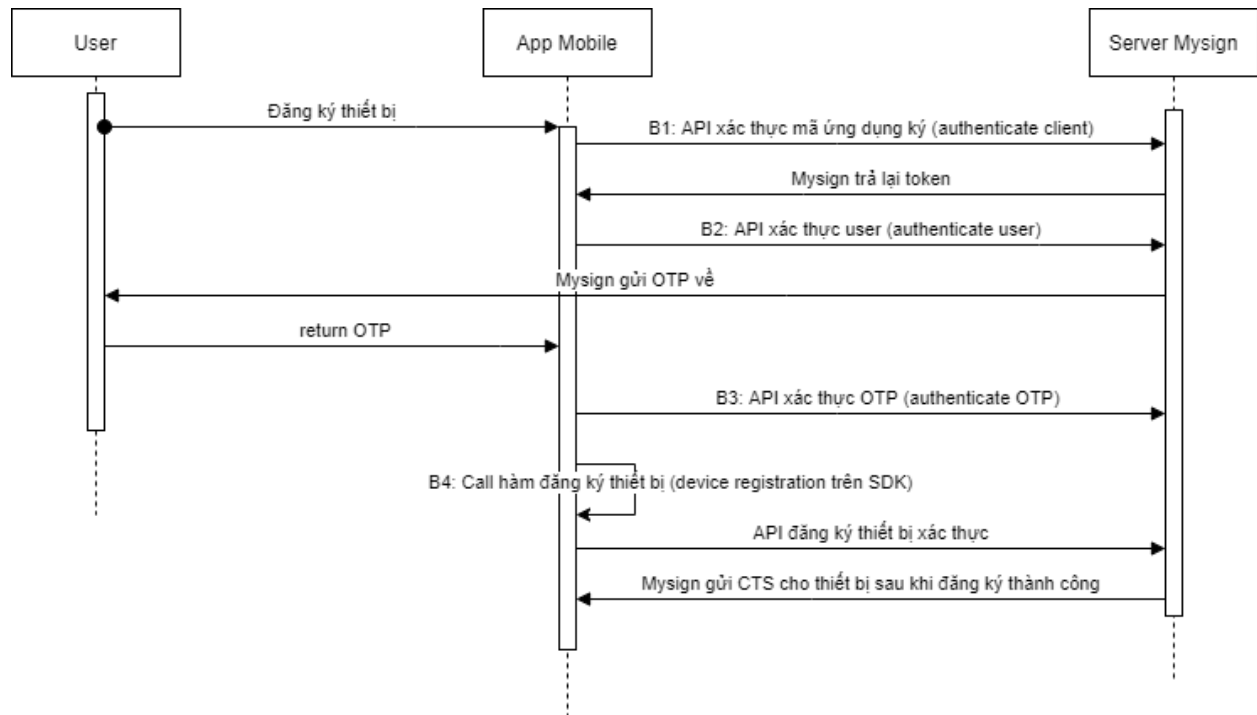 User
App Mobile
Server Mysign
Đăng ký thiết bị
B1: API xác thực mã ứng dụng ký (authenticate client)
Mysign trả lại token
B2: API xác thực user (authenticate user)
Mysign gửi OTP về
return OTP
B3: API xác thực OTP (authenticate OTP)
B4: Call hàm đăng ký thiết bị (device registration trên SDK)
API đăng ký thiết bị xác thực
Mysign gửi CTS cho thiết bị sau khi đăng ký thành công